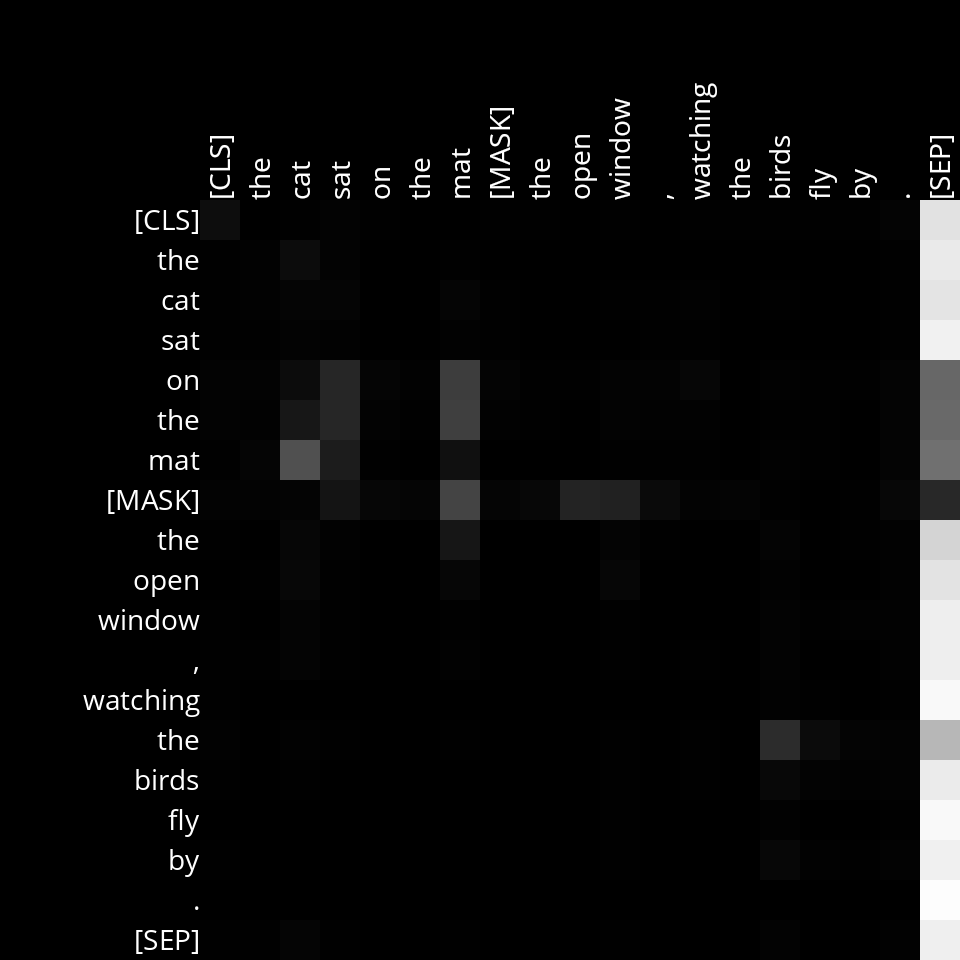 [CLS] the cat sat on the mat [MASK] the open window , watching the birds fly by . [SEP]
[CLS]
the
cat
sat
on
the
mat
[MASK]
the
open
window
,
watching
the
birds
fly
by
.
[SEP]